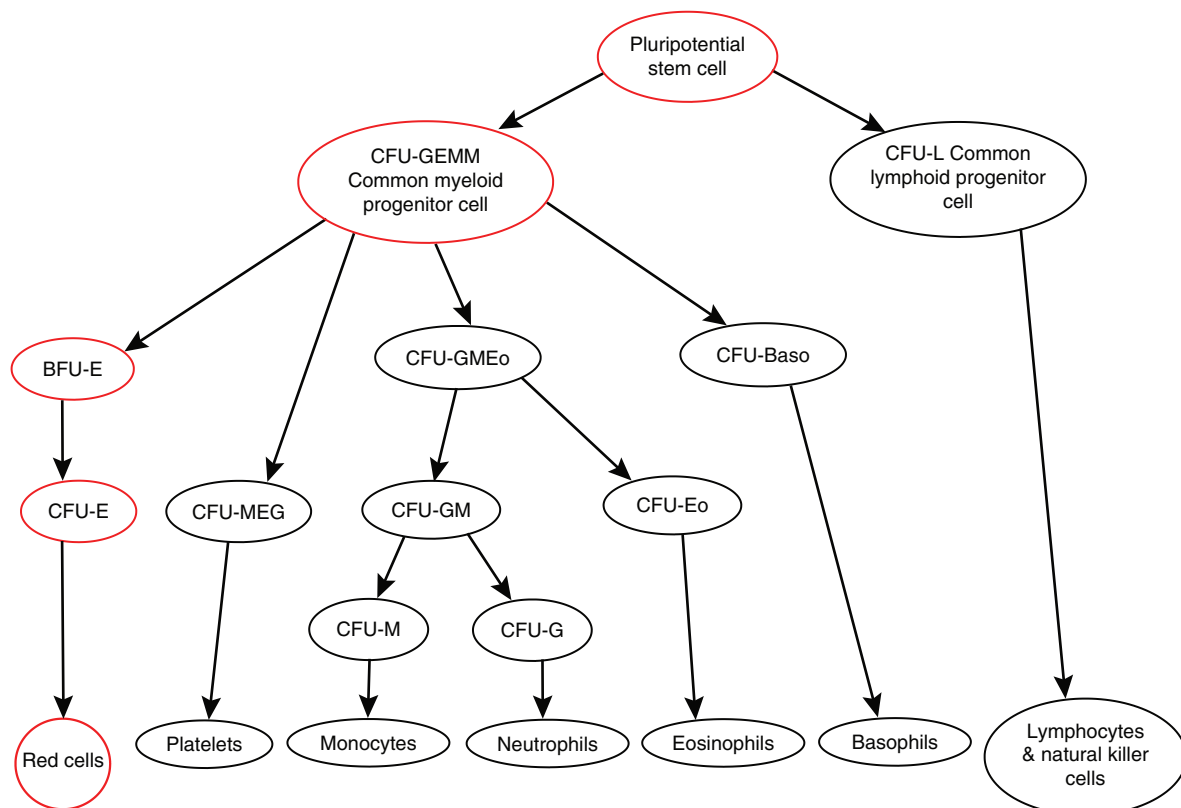 Pluripotential
stem cell
CFU-GEMM
Common myeloid
progenitor cell
CFU-L Common
lymphoid progenitor
cell
BFU-E
CFU-GMEo
CFU-Baso
CFU-E
CFU-MEG
CFU-GM
CFU-Eo
CFU-M
CFU-G
Red cells
Platelets
Monocytes
Neutrophils
Eosinophils
Basophils
Lymphocytes
& natural killer
cells